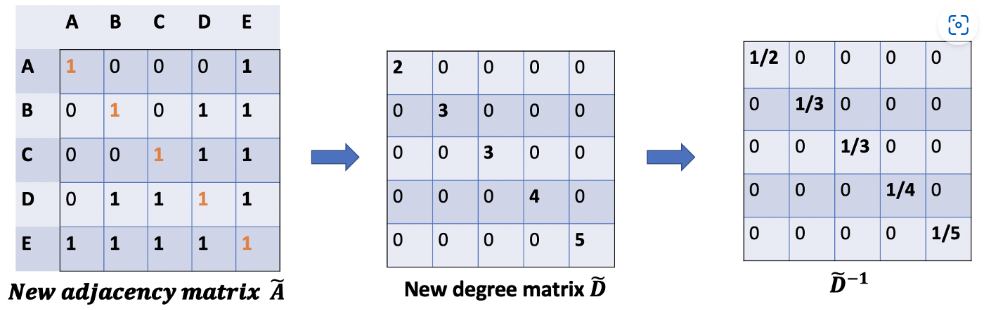 A B C D E
A 1 0 0 0 1
B 0 1 0 1 1
C 0 0 1 1 1
D 0 1 1 1 1
E 1 1 1 1 1
New adjacency matrix Ã
2 0 0 0 0
0 3 0 0 0
0 0 3 0 0
0 0 0 4 0
0 0 0 0 5
New degree matrix D̃
1/2 0 0 0 0
0 1/3 0 0 0
0 0 1/3 0 0
0 0 0 1/4 0
0 0 0 0 1/5
D̃⁻¹